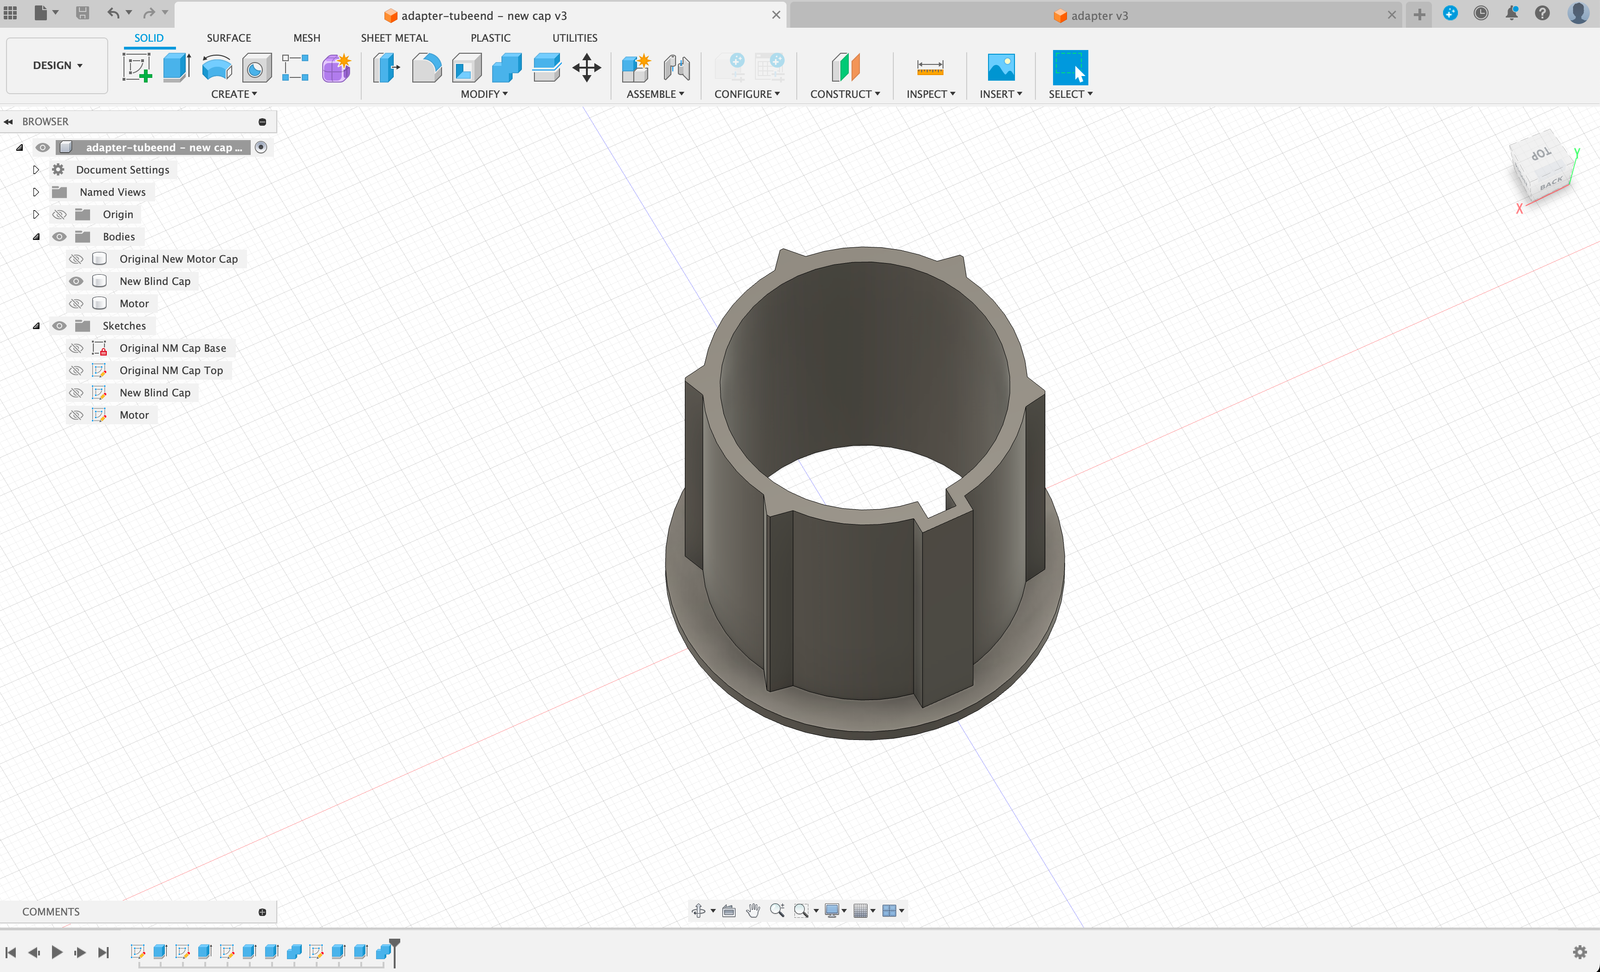 adapter-tubeend - new cap v3
adapter v3
DESIGN
SOLID
SURFACE
MESH
SHEET METAL
PLASTIC
UTILITIES
CREATE
MODIFY
ASSEMBLE
CONFIGURE
CONSTRUCT
INSPECT
INSERT
SELECT
BROWSER
adapter-tubeend - new cap ...
Document Settings
Named Views
Origin
Bodies
Original New Motor Cap
New Blind Cap
Motor
Sketches
Original NM Cap Base
Original NM Cap Top
New Blind Cap
Motor
TOP
BACK
Y
X
COMMENTS